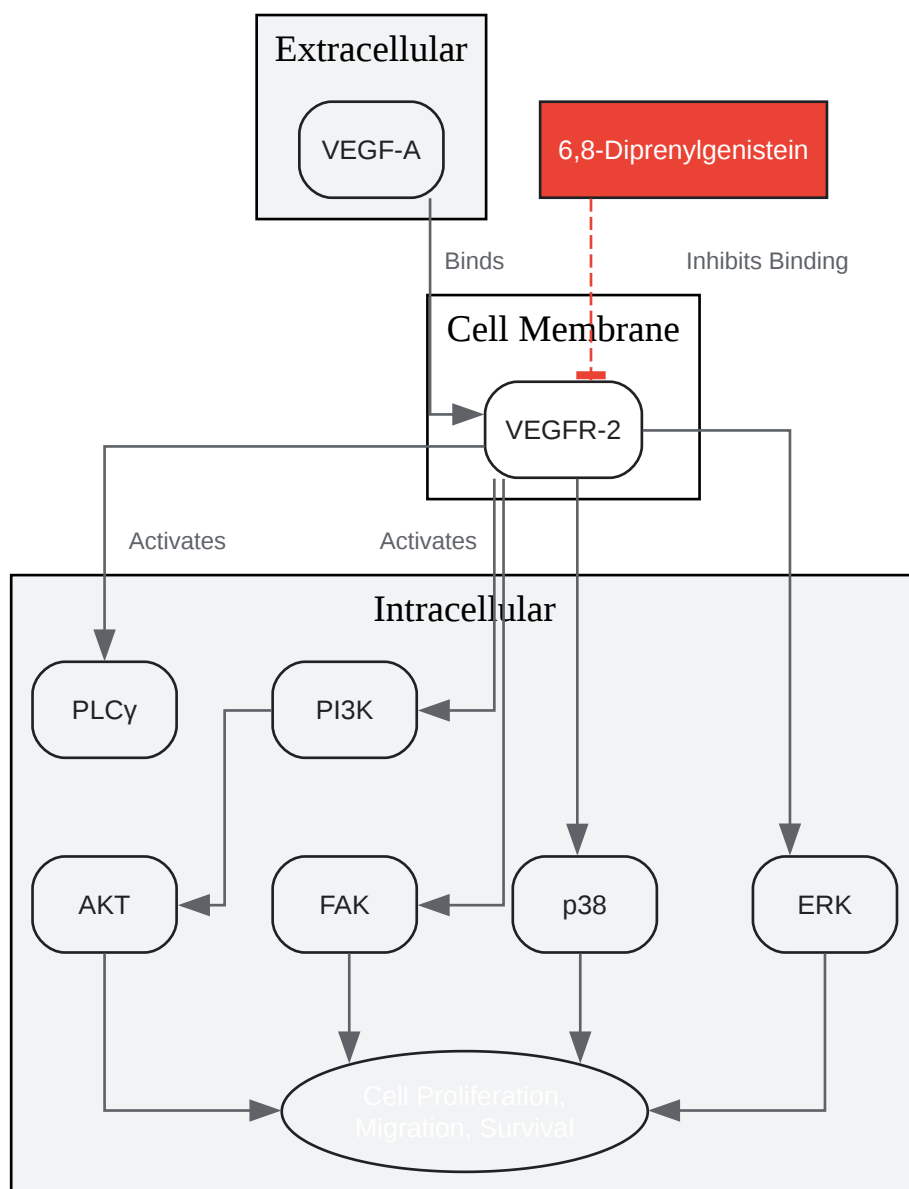 Extracellular
VEGF-A
6,8-Diprenylgenistein
Binds
Inhibits Binding
Cell Membrane
VEGFR-2
Activates
Activates
Intracellular
PLCγ
PI3K
AKT
FAK
p38
ERK
Cell Proliferation,
Migration, Survival